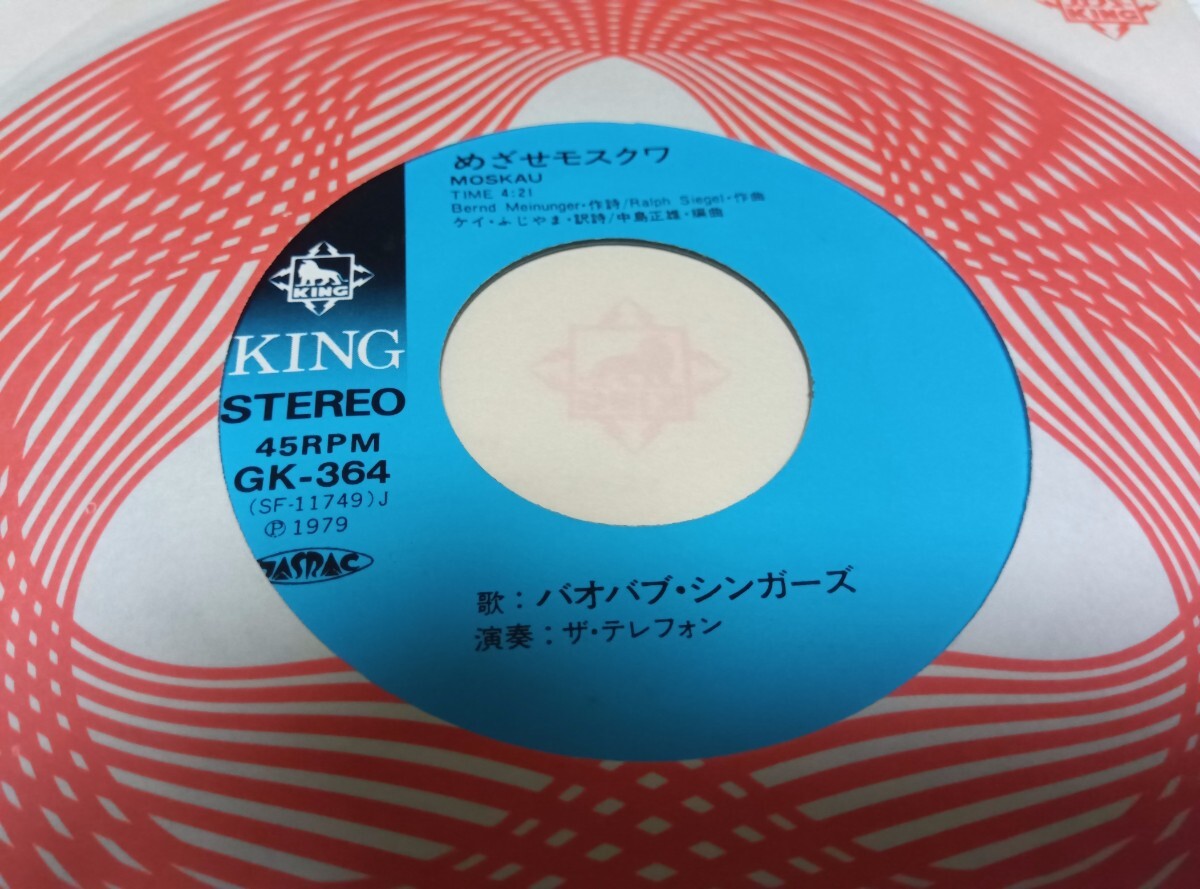 めざせモスクワ
MOSKAU
TIME 4:21
Bernd Meinunger・作詩/Ralph Siegel・作曲
ケイ・ふじやま・訳詩/中島正雄・編曲
KING
KING
STEREO
45RPM
GK-364
(SF-11749)J
Ⓟ1979
JASRAC
歌：バオバブ・シンガーズ
演奏：ザ・テレフォン
KING